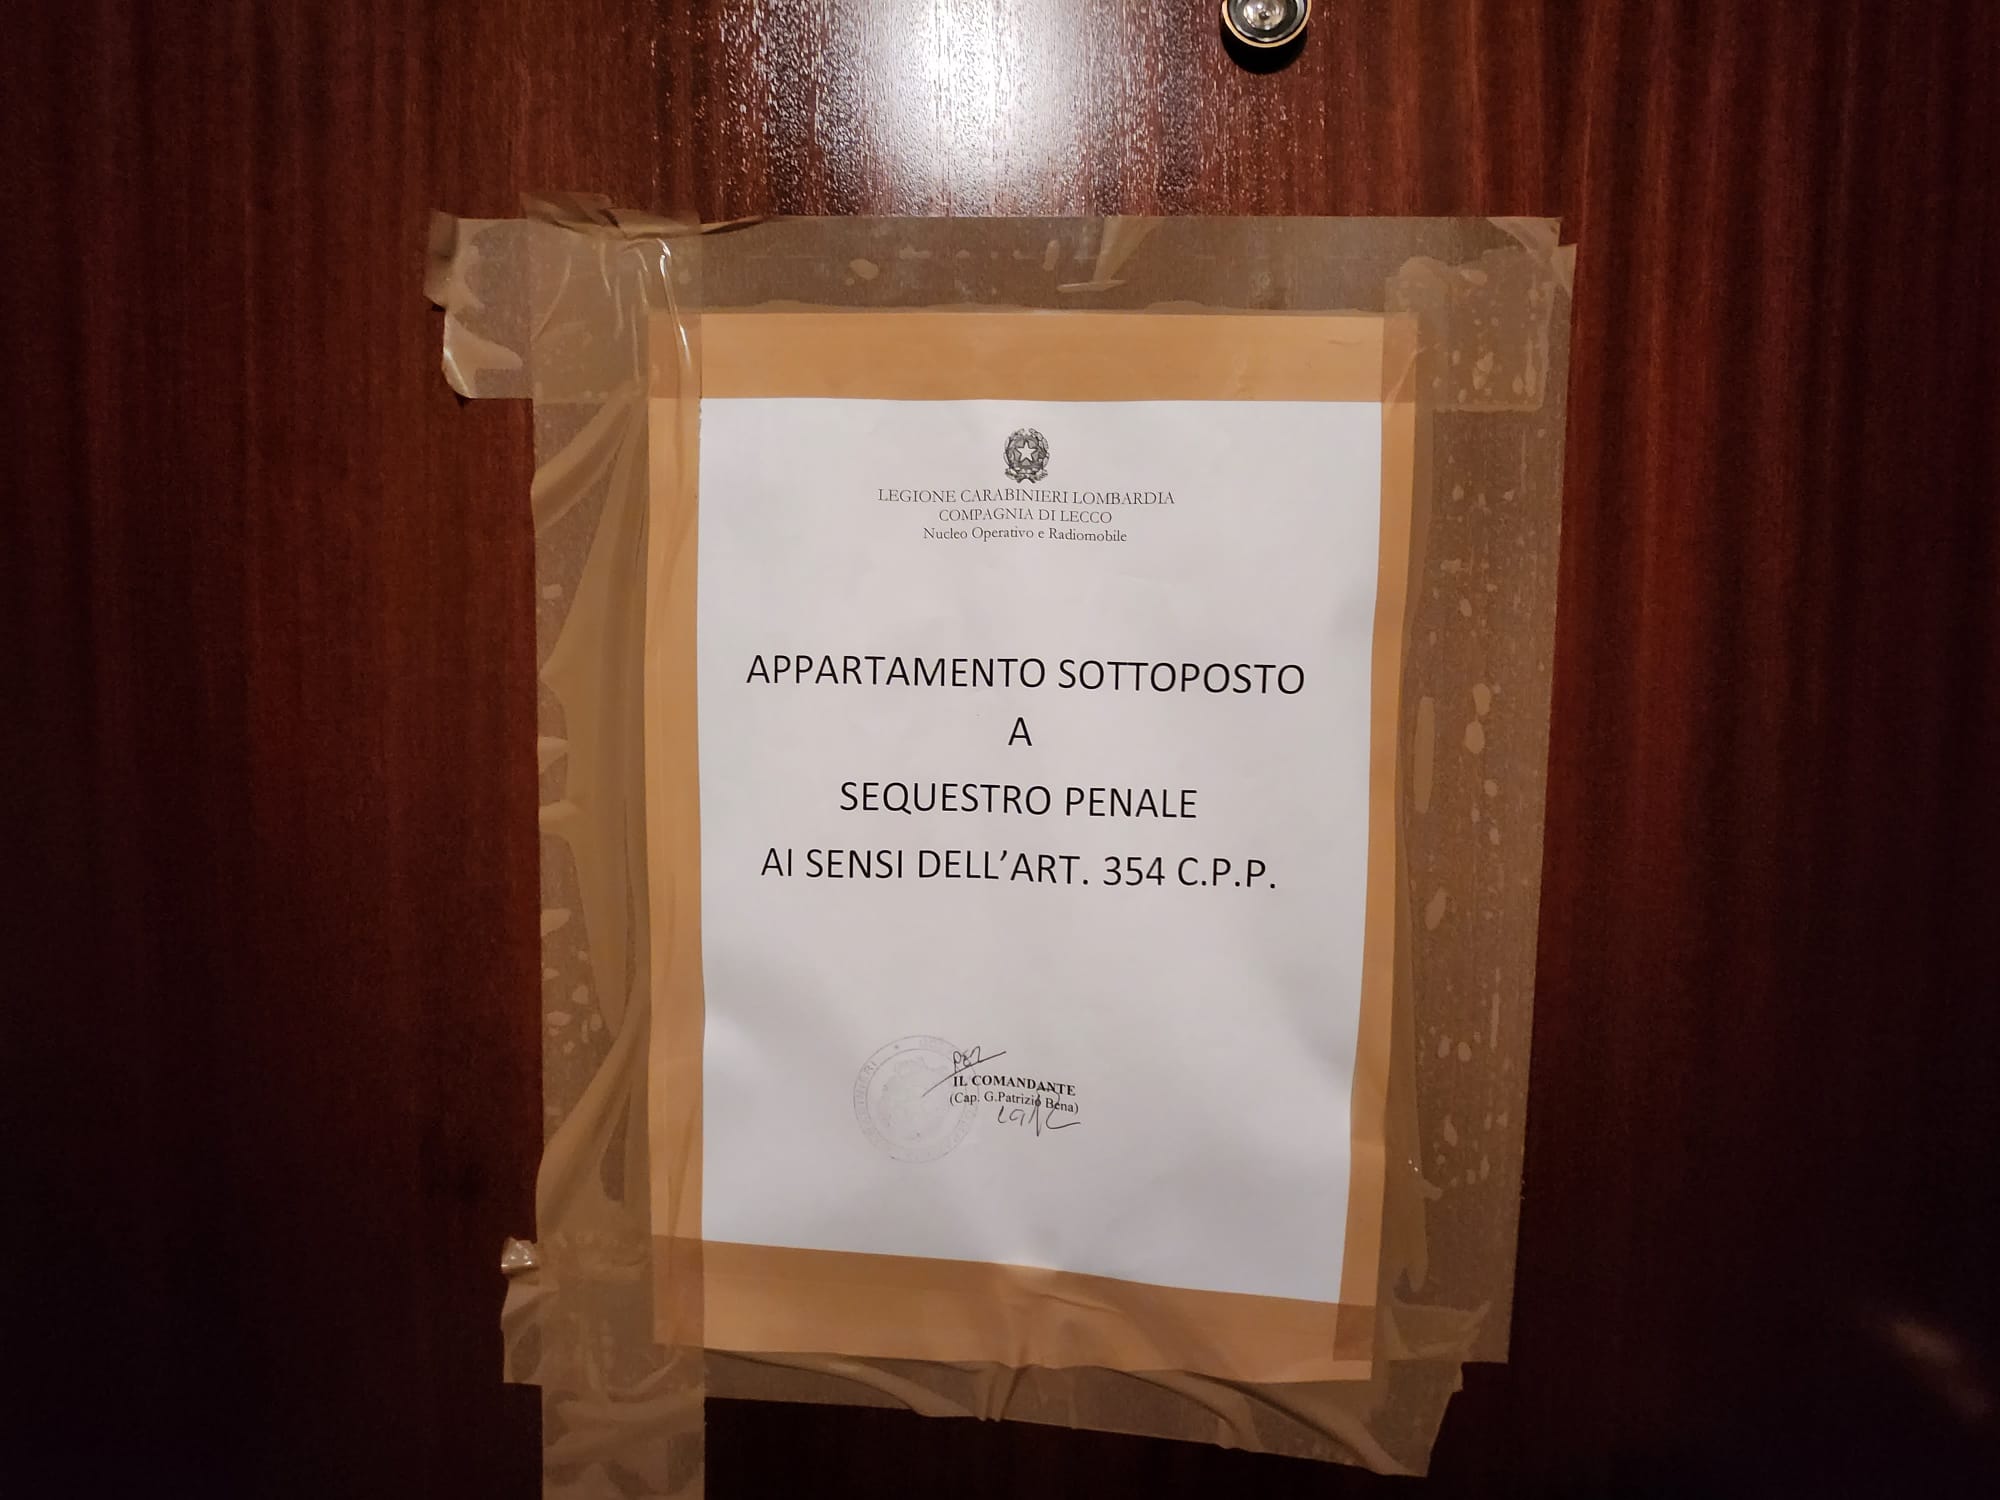 LEGIONE CARABINIERI LOMBARDIA
COMPAGNIA DI LECCO
Nucleo Operativo e Radiomobile
APPARTAMENTO SOTTOPOSTO
A
SEQUESTRO PENALE
AI SENSI DELL'ART. 354 C.P.P.
per
IL COMANDANTE
(Cap. G.Patrizio Bena)